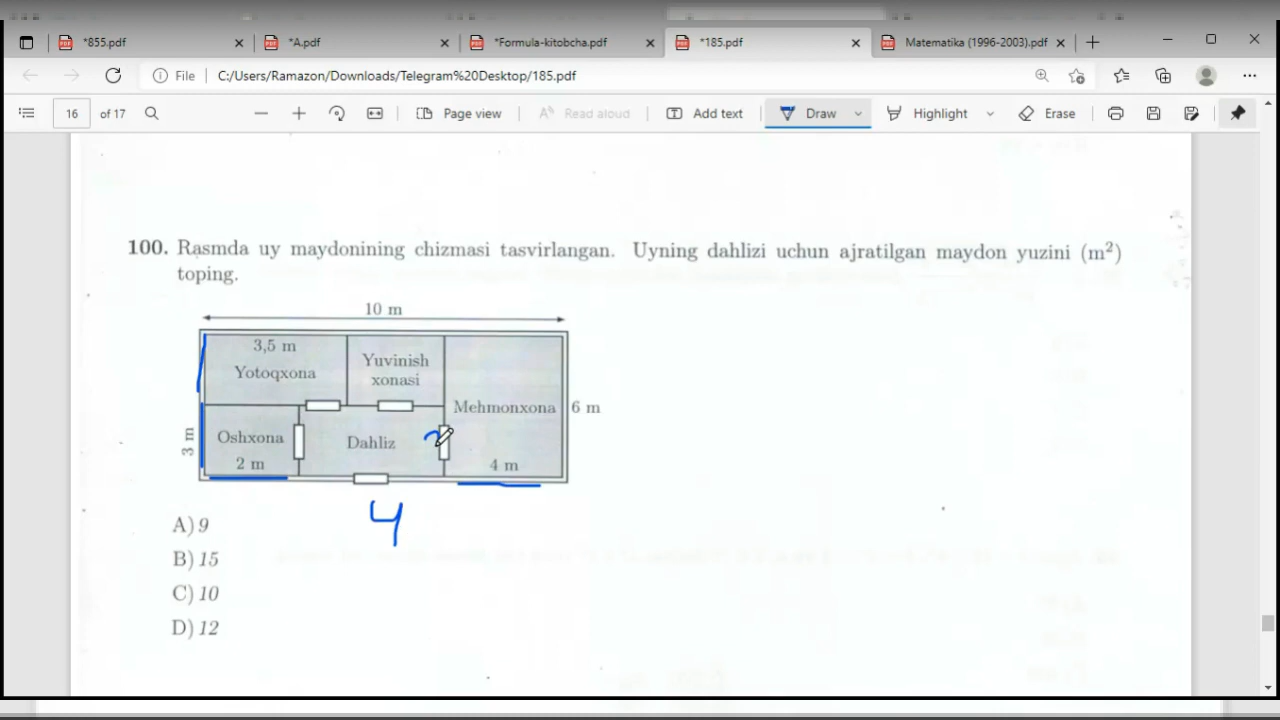 *855.pdf
*A.pdf
*Formula-kitobcha.pdf
*185.pdf
Matematika (1996-2003).pdf
File
C:/Users/Ramazon/Downloads/Telegram%20Desktop/185.pdf
16
of 17
Page view
Read aloud
Add text
Draw
Highlight
Erase
100. Rasmda uy maydonining chizmasi tasvirlangan. Uyning dahlizi uchun ajratilgan maydon yuzini (m²)
toping.
10 m
3,5 m
Yotoqxona
Yuvinish
xonasi
Mehmonxona
6 m
3 m
Oshxona
2 m
Dahliz
4 m
4
A) 9
B) 15
C) 10
D) 12